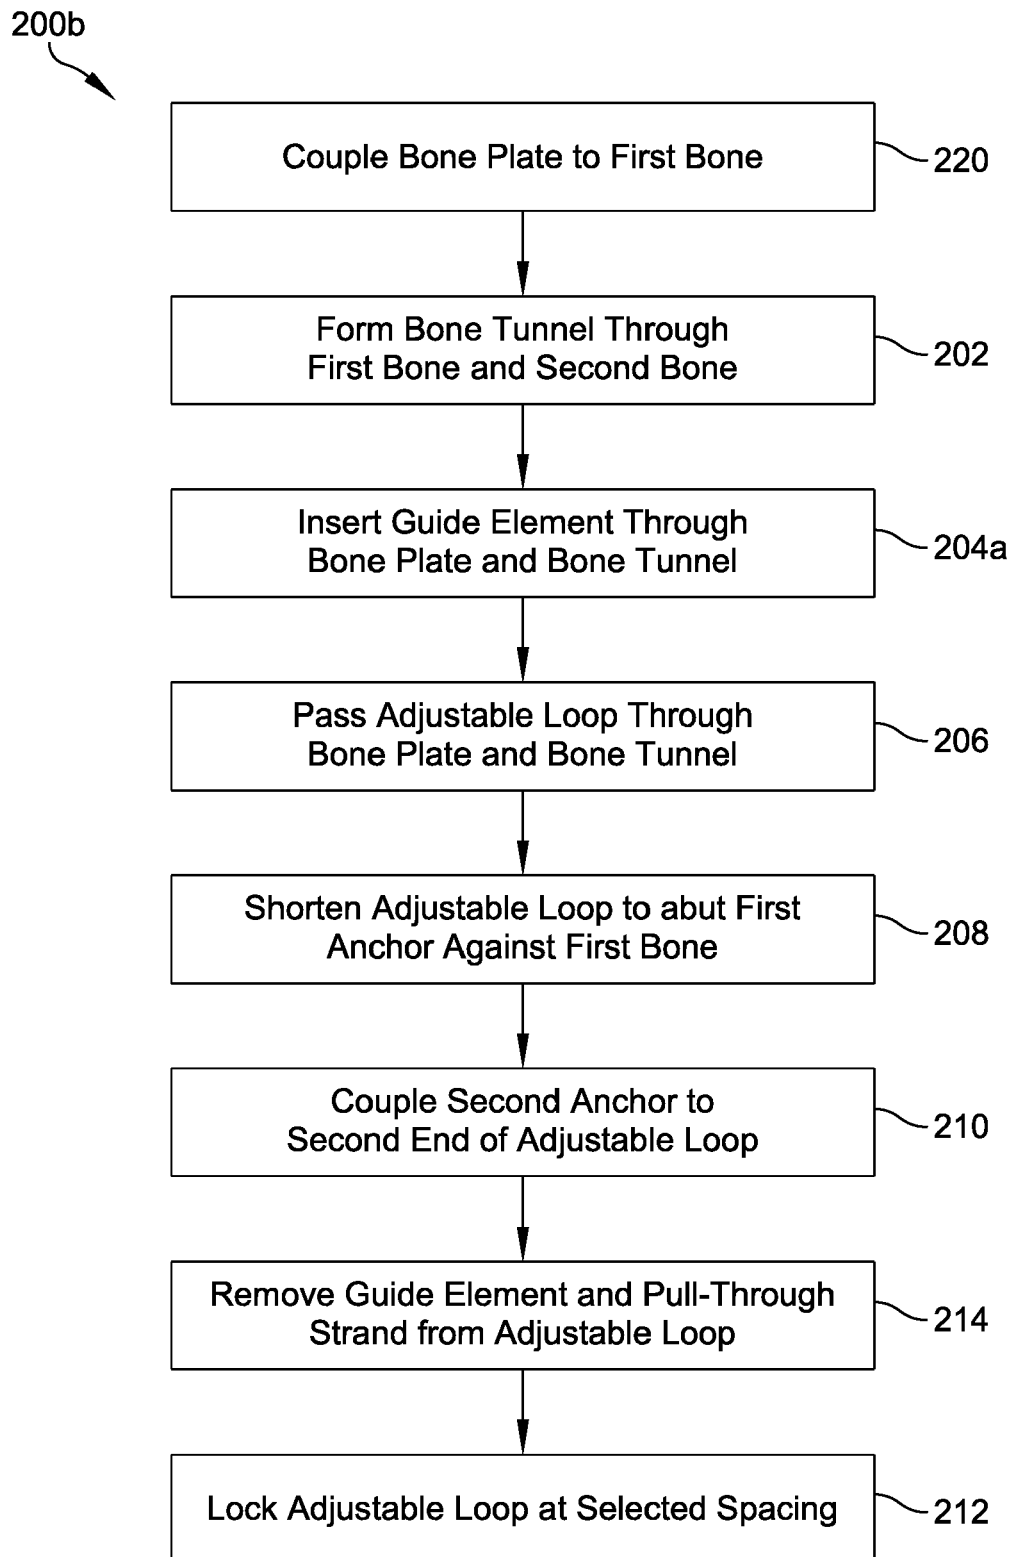 200b
Couple Bone Plate to First Bone
220
Form Bone Tunnel Through
First Bone and Second Bone
202
Insert Guide Element Through
Bone Plate and Bone Tunnel
204a
Pass Adjustable Loop Through
Bone Plate and Bone Tunnel
206
Shorten Adjustable Loop to abut First
Anchor Against First Bone
208
Couple Second Anchor to
Second End of Adjustable Loop
210
Remove Guide Element and Pull-Through
Strand from Adjustable Loop
214
Lock Adjustable Loop at Selected Spacing
212